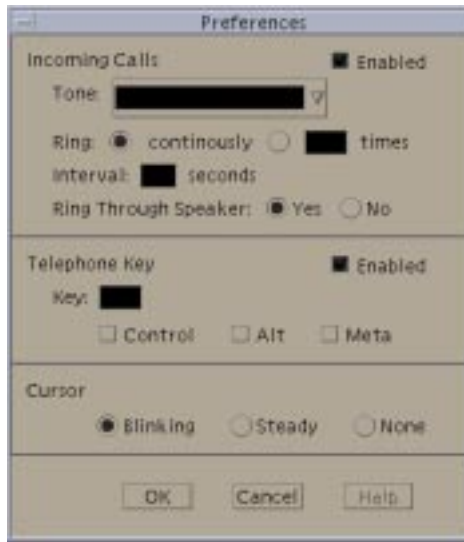 Preferences
Incoming Calls Enabled
Tone:
Ring: continously times
Interval: seconds
Ring Through Speaker: Yes No
Telephone Key Enabled
Key:
Control Alt Meta
Cursor
Blinking Steady None
OK Cancel Help